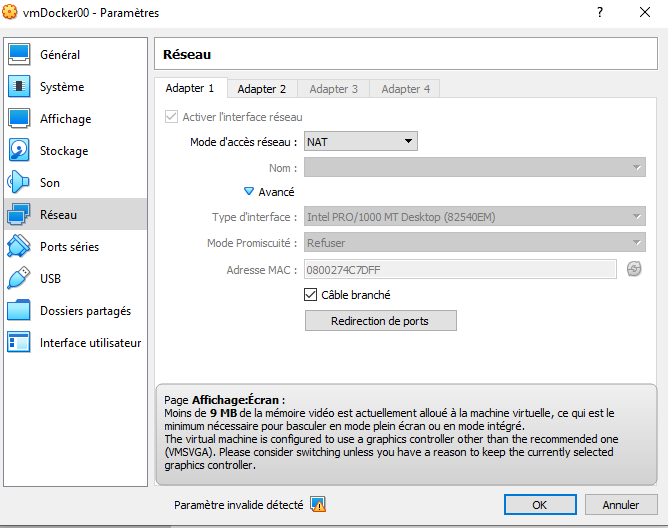 vmDocker00 - Paramètres
?
Général
Système
Affichage
Stockage
Son
Réseau
Ports séries
USB
Dossiers partagés
Interface utilisateur
Réseau
Adapter 1
Adapter 2
Adapter 3
Adapter 4
Activer l'interface réseau
Mode d'accès réseau : NAT
Nom :
Avancé
Type d'interface : Intel PRO/1000 MT Desktop (82540EM)
Mode Promiscuité : Refuser
Adresse MAC : 0800274C7DFF
Câble branché
Redirection de ports
Page Affichage:Écran :
Moins de 9 MB de la mémoire vidéo est actuellement alloué à la machine virtuelle, ce qui est le
minimum nécessaire pour basculer en mode plein écran ou en mode intégré.
The virtual machine is configured to use a graphics controller other than the recommended one
(VMSVGA). Please consider switching unless you have a reason to keep the currently selected
graphics controller.
Paramètre invalide détecté
OK
Annuler